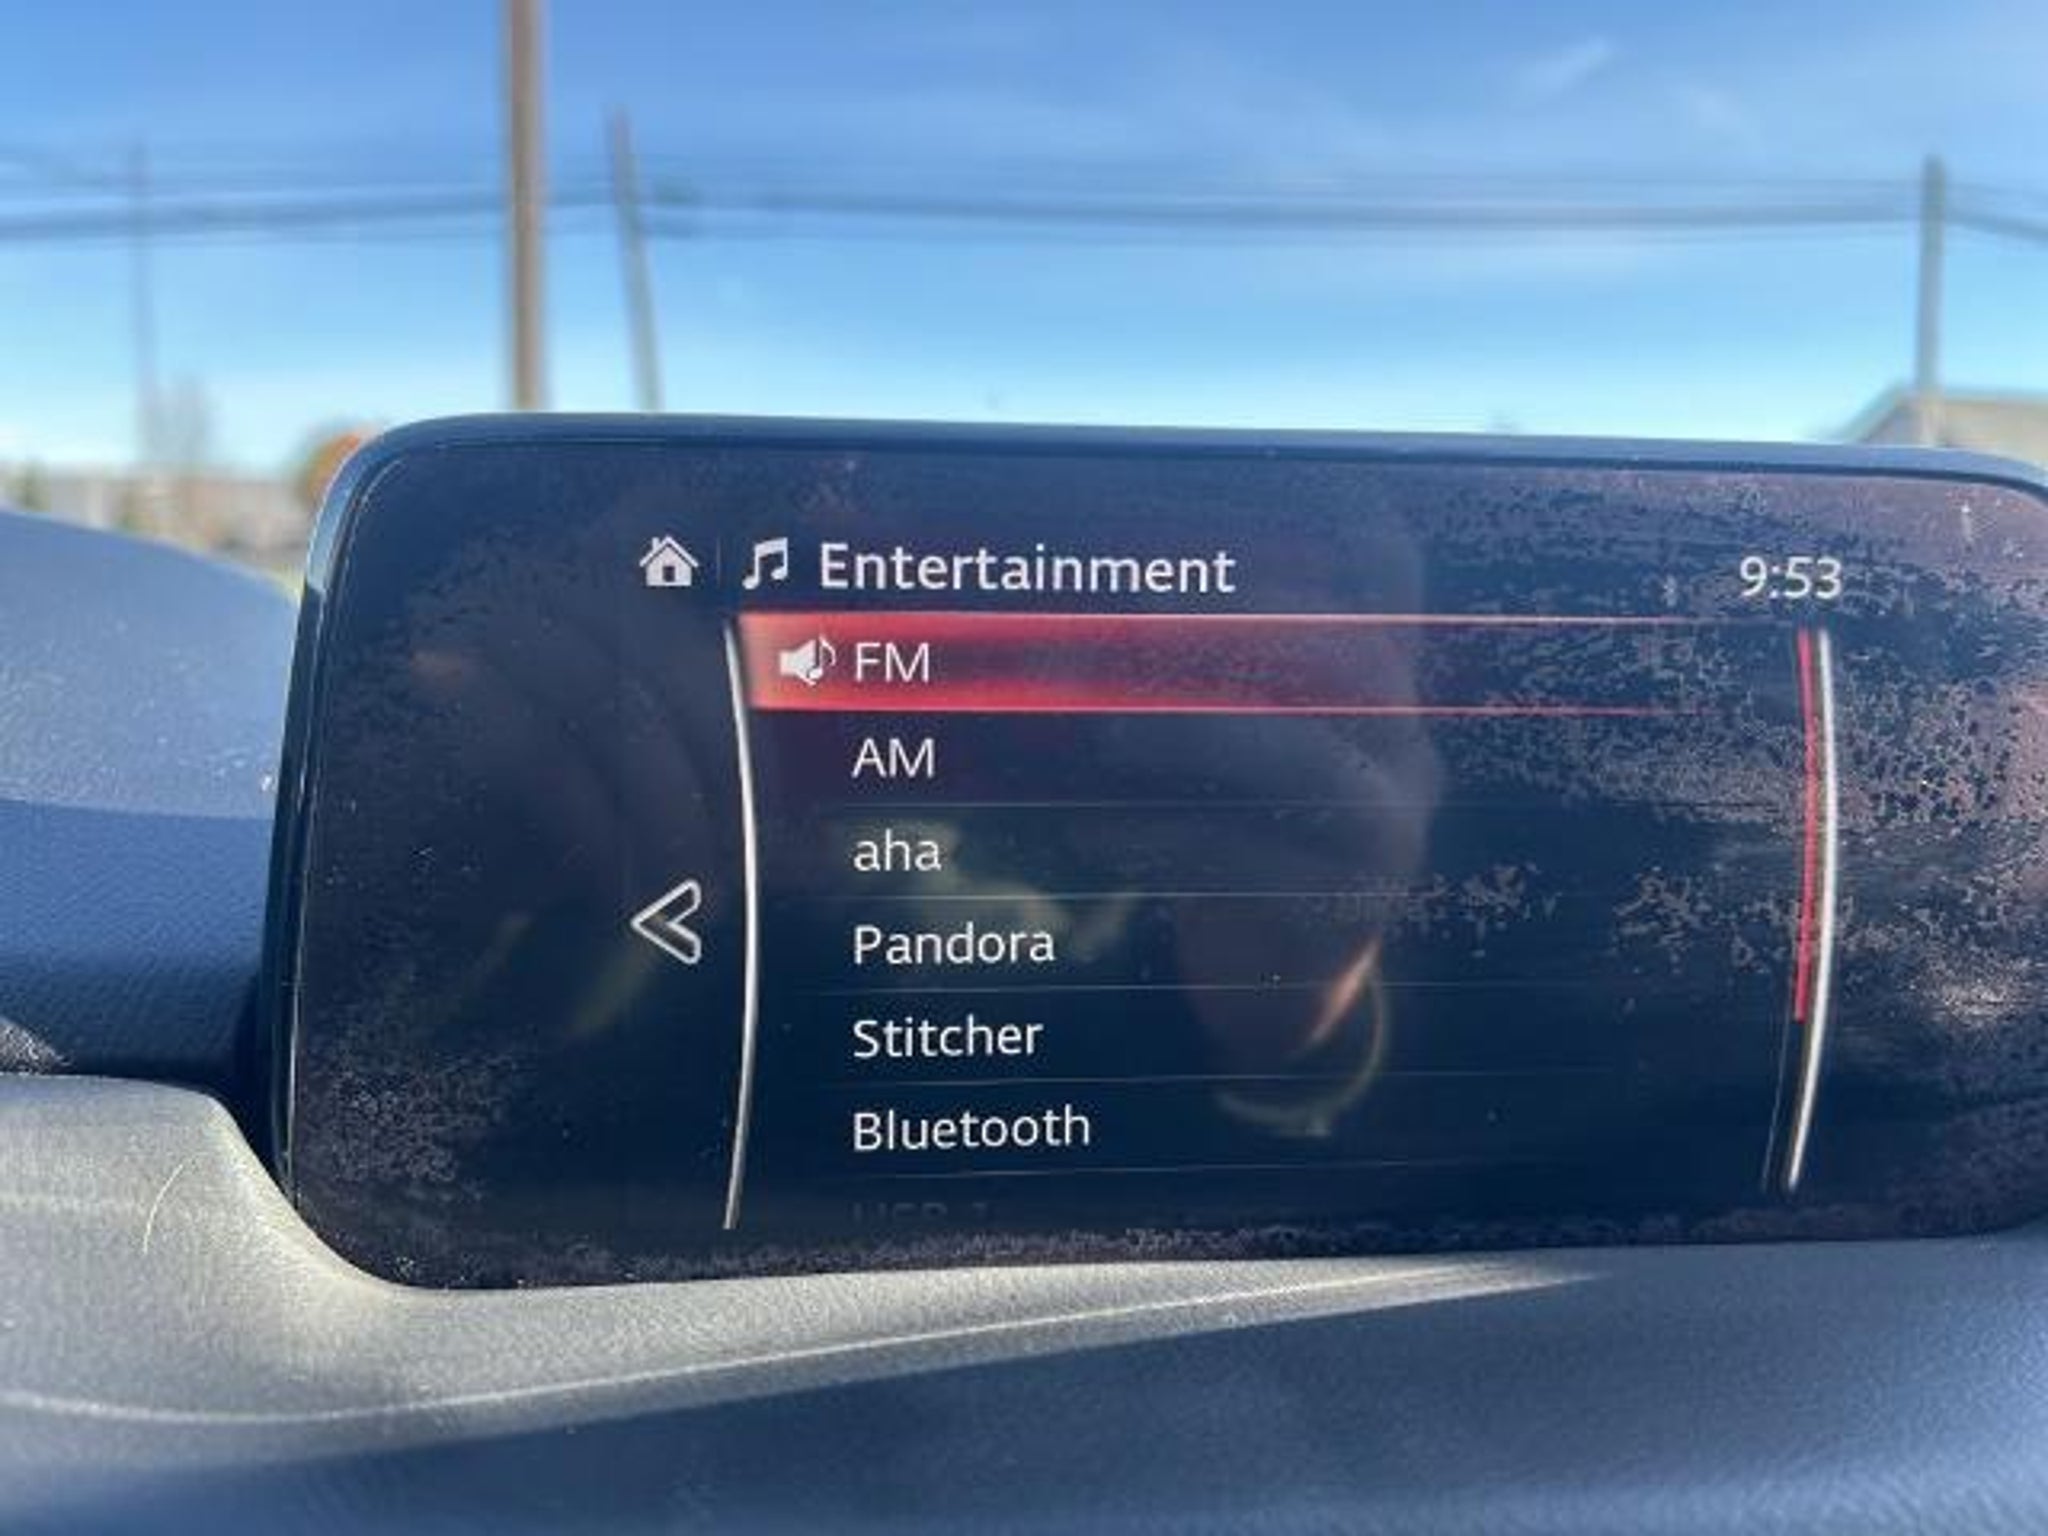 Entertainment 9:53
FM
AM
aha
Pandora
Stitcher
Bluetooth